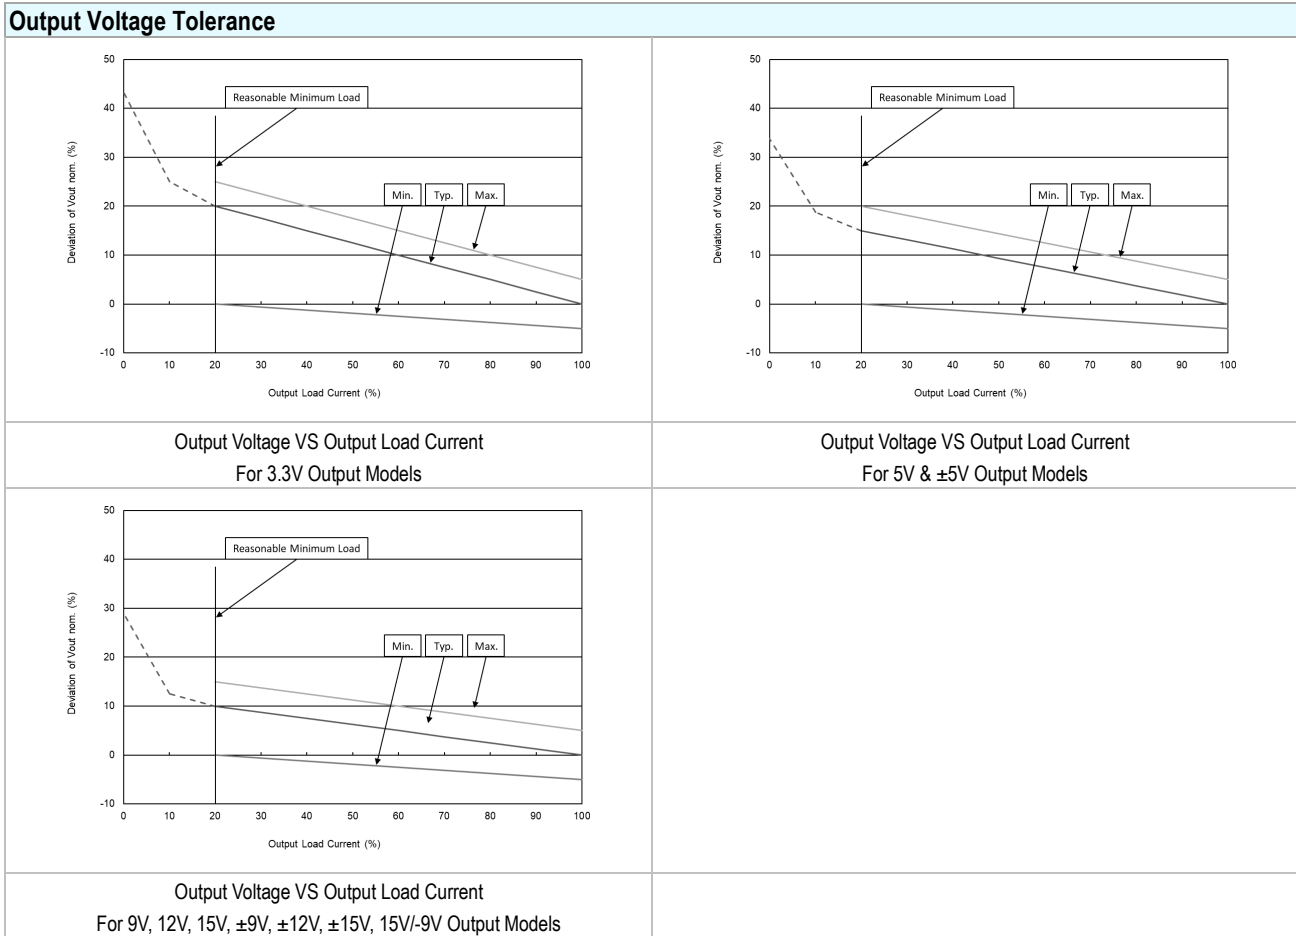 Output Voltage Tolerance
50
40
30
20
10
0
-10
Deviation of Vout nom. (%)
Reasonable Minimum Load
Min. Typ. Max.
0 10 20 30 40 50 60 70 80 90 100
Output Load Current (%)
Output Voltage VS Output Load Current
For 3.3V Output Models
50
40
30
20
10
0
-10
Deviation of Vout nom. (%)
Reasonable Minimum Load
Min. Typ. Max.
0 10 20 30 40 50 60 70 80 90 100
Output Load Current (%)
Output Voltage VS Output Load Current
For 5V & ±5V Output Models
50
40
30
20
10
0
-10
Deviation of Vout nom. (%)
Reasonable Minimum Load
Min. Typ. Max.
0 10 20 30 40 50 60 70 80 90 100
Output Load Current (%)
Output Voltage VS Output Load Current
For 9V, 12V, 15V, ±9V, ±12V, ±15V, 15V/-9V Output Models